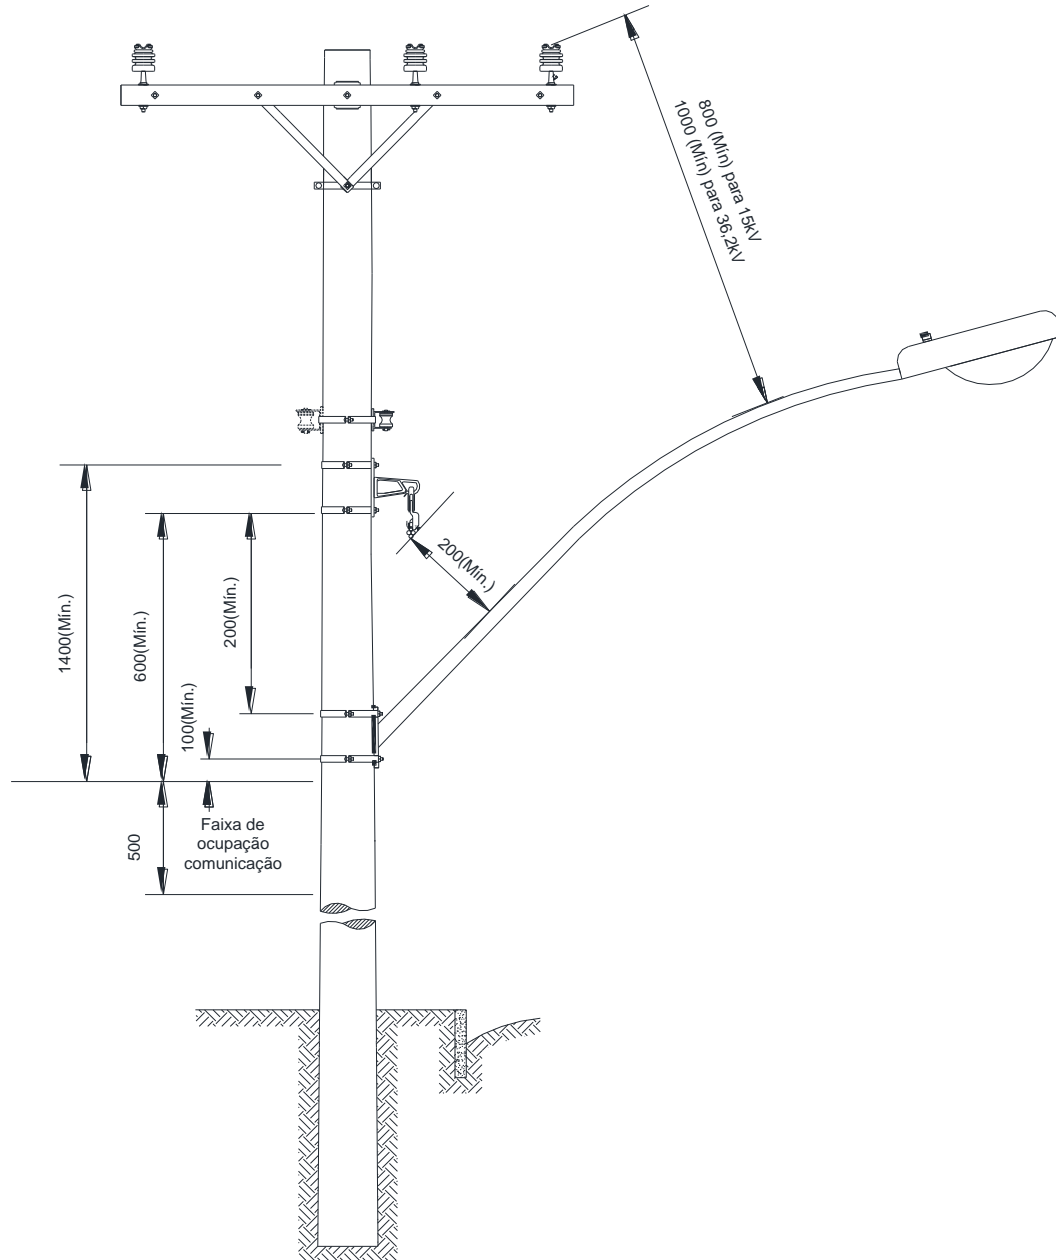 800 (Mín) para 15kV
1000 (Mín) para 36,2kV
200(Mín.)
1400(Mín.)
600(Mín.)
200(Mín.)
100(Mín.)
500
Faixa de
ocupação
comunicação